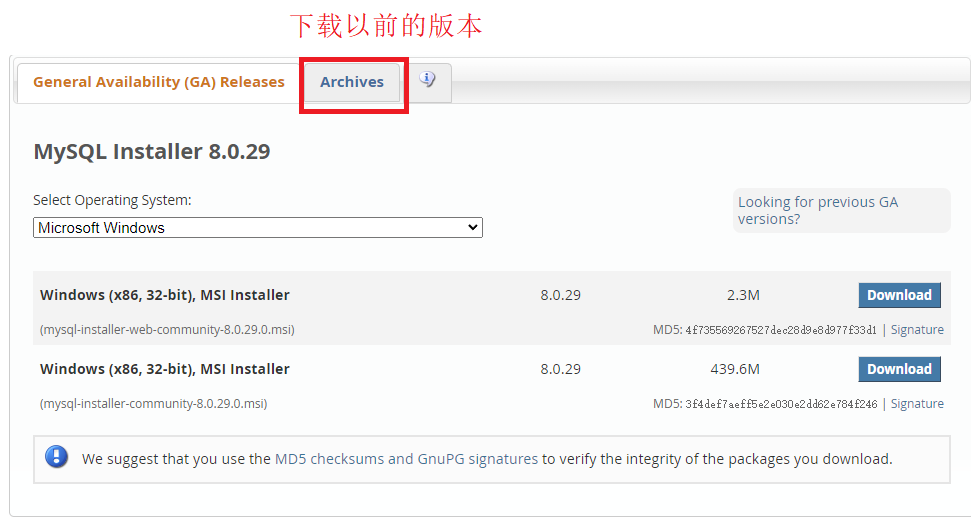 下载以前的版本
General Availability (GA) Releases
Archives
MySQL Installer 8.0.29
Select Operating System:
Microsoft Windows
Looking for previous GA
versions?
Windows (x86, 32-bit), MSI Installer 8.0.29 2.3M Download
(mysql-installer-web-community-8.0.29.0.msi) MD5: 4f735569267527dec28d9e8d977f33d1 | Signature
Windows (x86, 32-bit), MSI Installer 8.0.29 439.6M Download
(mysql-installer-community-8.0.29.0.msi) MD5: 3f4def7aeff5e2e030e2dd62e784f246 | Signature
We suggest that you use the MD5 checksums and GnuPG signatures to verify the integrity of the packages you download.